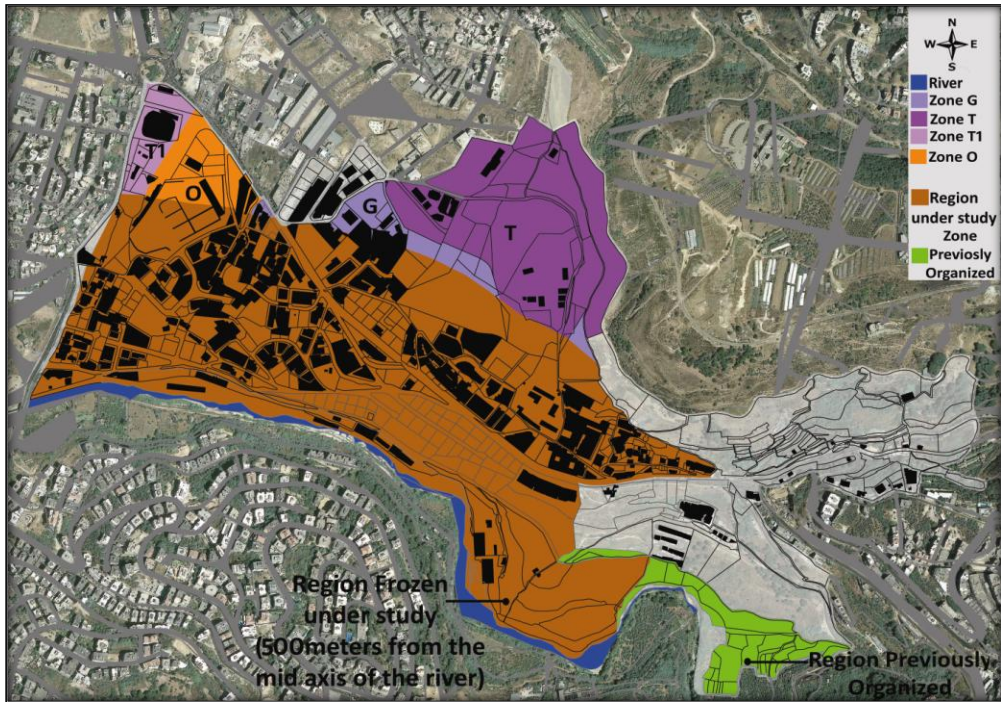 N
W E
S
River
Zone G
Zone T
Zone T1
Zone O
Region
under study
Zone
Previosly
Organized
T1
O
G
T
Region Frozen
under study
(500meters from the
mid axis of the river)
Region Previously
Organized